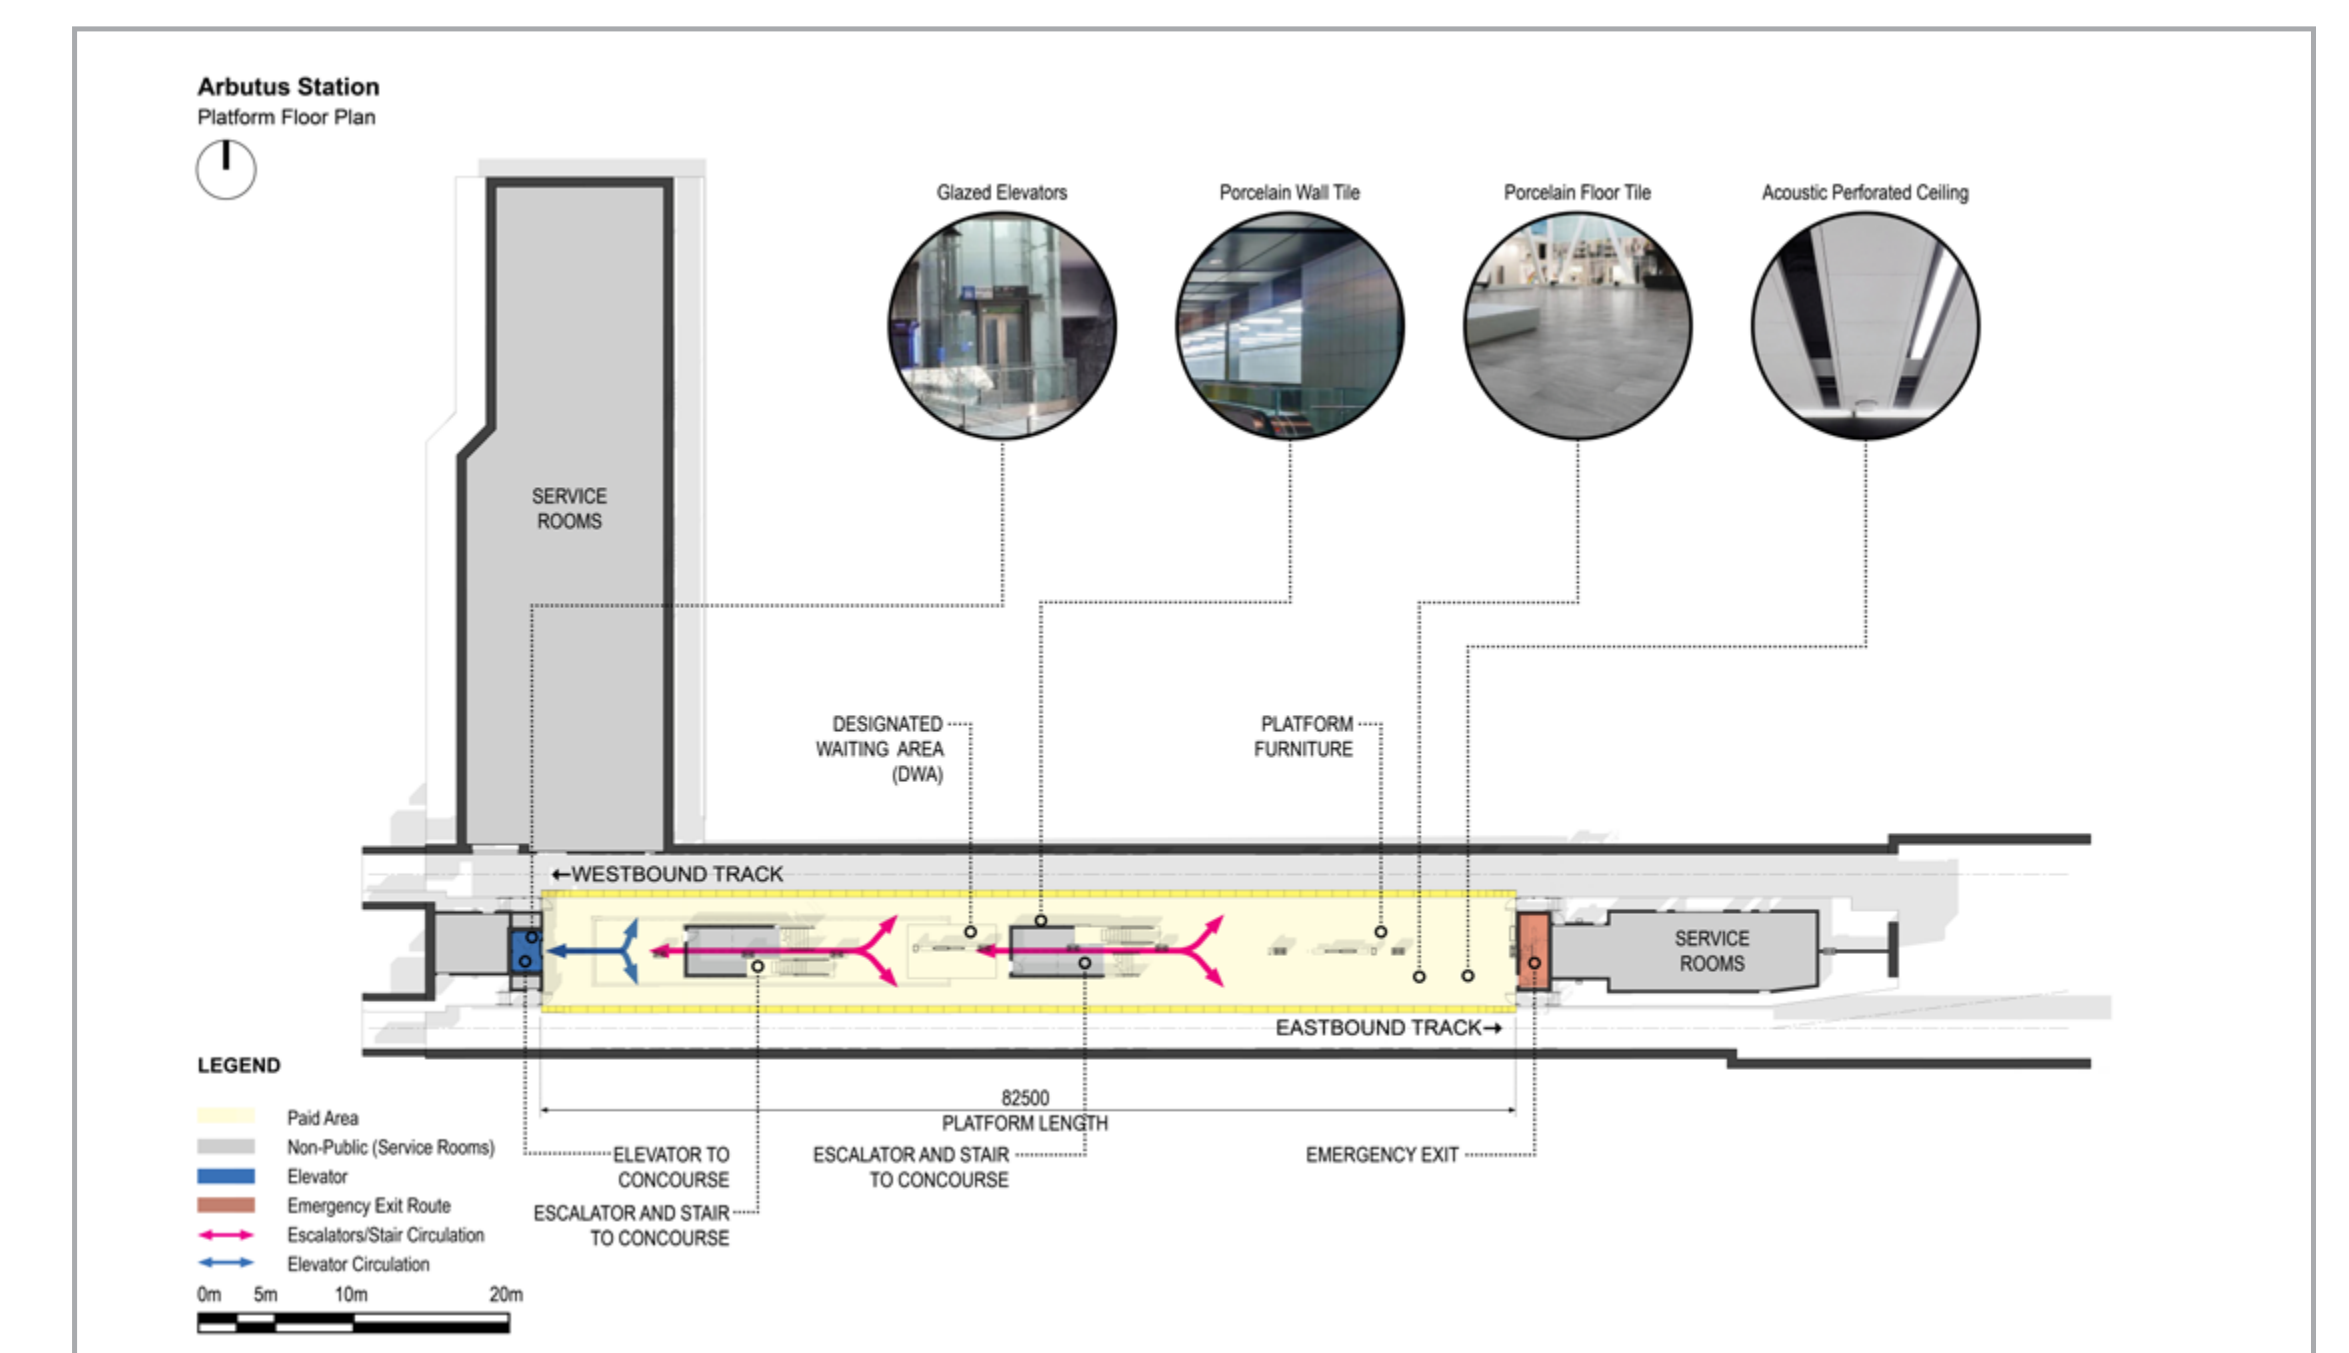 Arbutus Station
Platform Floor Plan
Glazed Elevators
Porcelain Wall Tile
Porcelain Floor Tile
Acoustic Perforated Ceiling
SERVICE
ROOMS
DESIGNATED
WAITING AREA
(DWA)
PLATFORM
FURNITURE
←WESTBOUND TRACK
SERVICE
ROOMS
EASTBOUND TRACK→
82500
PLATFORM LENGTH
ELEVATOR TO
CONCOURSE
ESCALATOR AND STAIR
TO CONCOURSE
ESCALATOR AND STAIR
TO CONCOURSE
EMERGENCY EXIT
LEGEND
Paid Area
Non-Public (Service Rooms)
Elevator
Emergency Exit Route
Escalators/Stair Circulation
Elevator Circulation
0m 5m 10m 20m